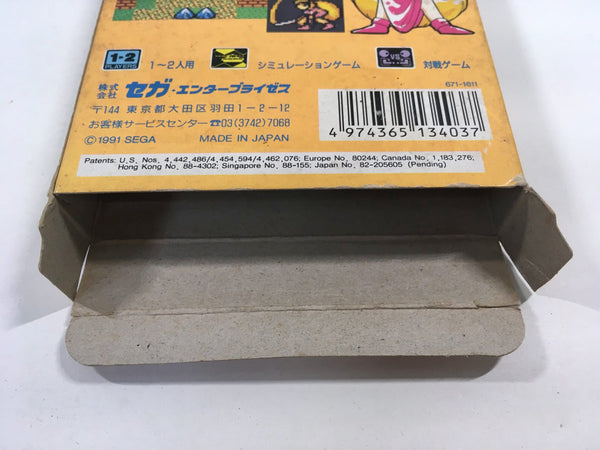 1-2
PLAYERS
1〜2人用
シミュレーションゲーム
VS
対戦ゲーム
671-1811
株式会社 セガ・エンタープライゼス
〒144 東京都大田区羽田1-2-12
お客様サービスセンター ☎03(3742)7068
©1991 SEGA MADE IN JAPAN
4 974365 134037
Patents: U.S. Nos. 4,442,486/4,454,594/4,462,076; Europe No. 80244; Canada No. 1,183,276;
Hong Kong No. 88-4302; Singapore No. 88-155; Japan No. 82-205605 (Pending)